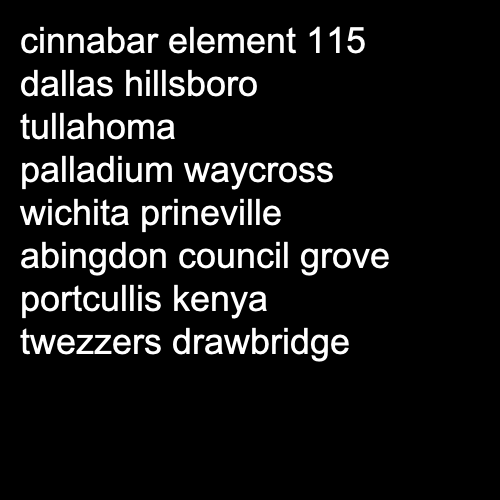 cinnabar element 115
dallas hillsboro
tullahoma
palladium waycross
wichita prineville
abingdon council grove
portcullis kenya
twezzers drawbridge